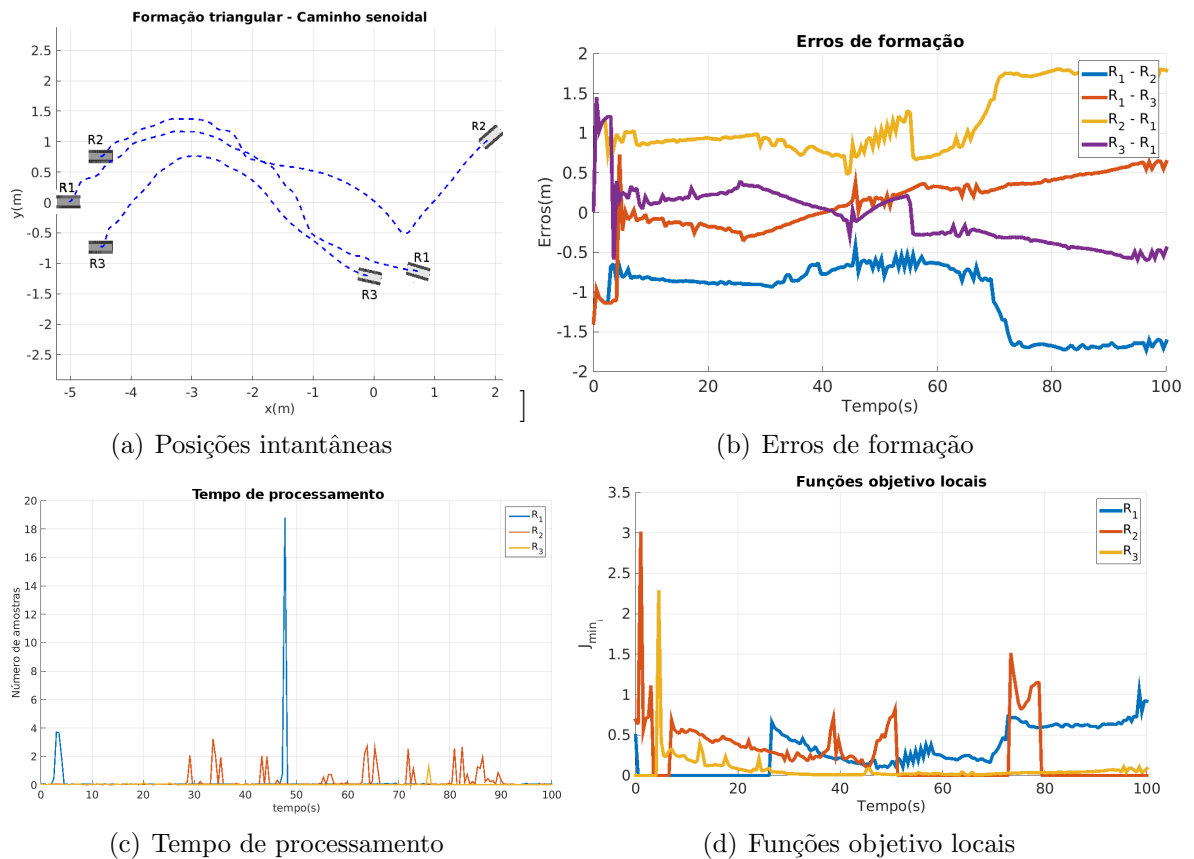 Formação triangular - Caminho senoidal
2.5
2
1.5
1
0.5
0
-0.5
-1
-1.5
-2
-2.5
y(m)
R2
R1
R3
R2
R1
R3
-5
-4
-3
-2
-1
0
1
2
x(m)
]
(a) Posições intantâneas
Erros de formação
2
1.5
1
0.5
0
-0.5
-1
-1.5
-2
Erros(m)
R1 - R2
R1 - R3
R2 - R1
R3 - R1
0
20
40
60
80
100
Tempo(s)
(b) Erros de formação
Tempo de processamento
20
18
16
14
12
10
8
6
4
2
0
Número de amostras
R1
R2
R3
0
10
20
30
40
50
60
70
80
90
100
tempo(s)
(c) Tempo de processamento
Funções objetivo locais
3.5
3
2.5
2
1.5
1
0.5
0
Jmini
R1
R2
R3
0
20
40
60
80
100
Tempo(s)
(d) Funções objetivo locais